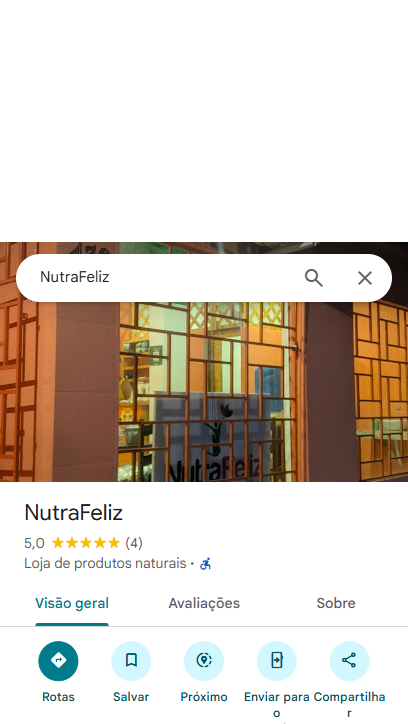 NutraFeliz
NutraFeliz
NutraFeliz
5,0 (4)
Loja de produtos naturais ·
Visão geral
Avaliações
Sobre
Rotas
Salvar
Próximo
Enviar para
o
Compartilha
r